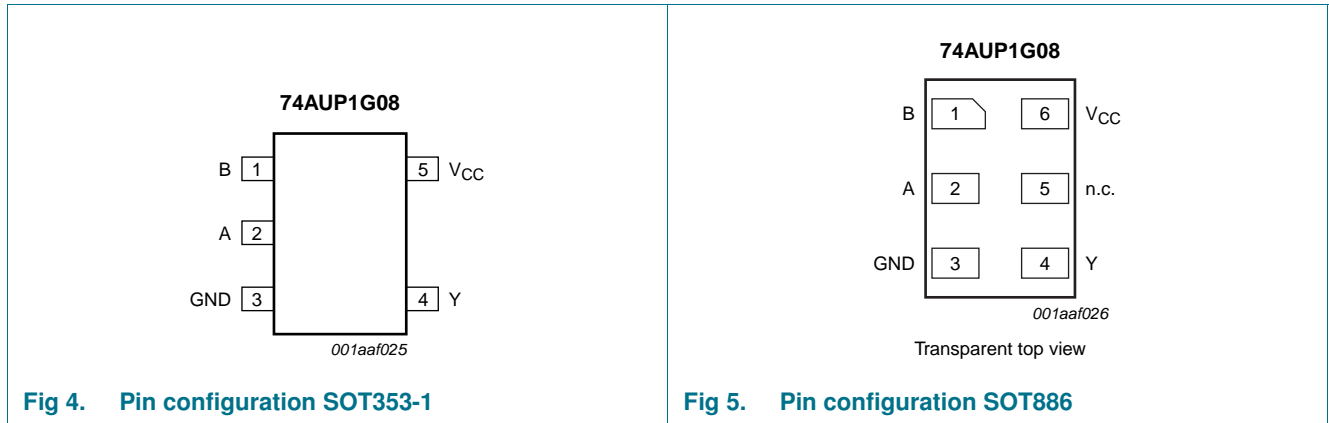 74AUP1G08
B 1 5 VCC
A 2
GND 3 4 Y
001aaf025
Fig 4. Pin configuration SOT353-1
74AUP1G08
B 1 6 VCC
A 2 5 n.c.
GND 3 4 Y
001aaf026
Transparent top view
Fig 5. Pin configuration SOT886